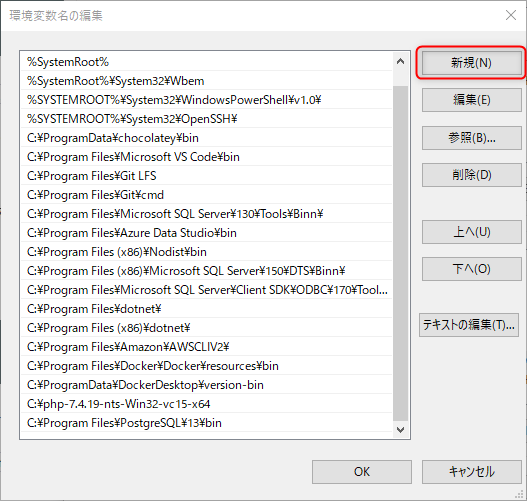 環境変数名の編集
%SystemRoot%
%SystemRoot%¥System32¥Wbem
%SYSTEMROOT%¥System32¥WindowsPowerShell¥v1.0¥
%SYSTEMROOT%¥System32¥OpenSSH¥
C:¥ProgramData¥chocolatey¥bin
C:¥Program Files¥Microsoft VS Code¥bin
C:¥Program Files¥Git LFS
C:¥Program Files¥Git¥cmd
C:¥Program Files¥Microsoft SQL Server¥130¥Tools¥Binn¥
C:¥Program Files¥Azure Data Studio¥bin
C:¥Program Files (x86)¥Nodist¥bin
C:¥Program Files (x86)¥Microsoft SQL Server¥150¥DTS¥Binn¥
C:¥Program Files¥Microsoft SQL Server¥Client SDK¥ODBC¥170¥Tool...
C:¥Program Files¥dotnet¥
C:¥Program Files (x86)¥dotnet¥
C:¥Program Files¥Amazon¥AWSCLIV2¥
C:¥Program Files¥Docker¥Docker¥resources¥bin
C:¥ProgramData¥DockerDesktop¥version-bin
C:¥php-7.4.19-nts-Win32-vc15-x64
C:¥Program Files¥PostgreSQL¥13¥bin
新規(N)
編集(E)
参照(B)...
削除(D)
上へ(U)
下へ(O)
テキストの編集(T)...
OK
キャンセル